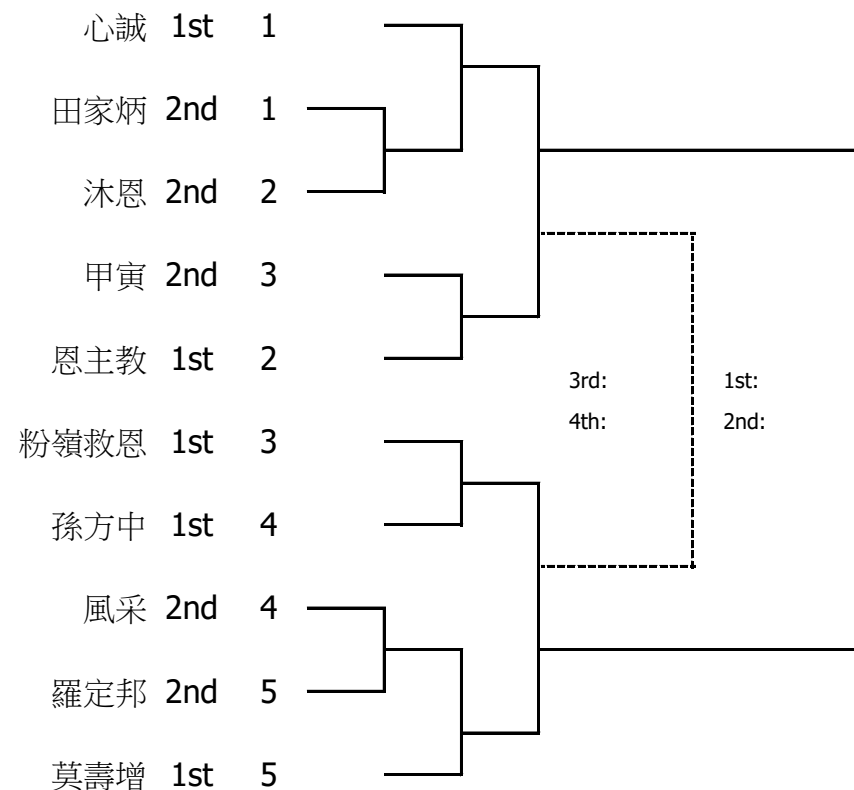 心誠 1st 1
田家炳 2nd 1
沐恩 2nd 2
甲寅 2nd 3
恩主教 1st 2
3rd: 1st:
4th: 2nd:
粉嶺救恩 1st 3
孫方中 1st 4
風采 2nd 4
羅定邦 2nd 5
莫壽增 1st 5